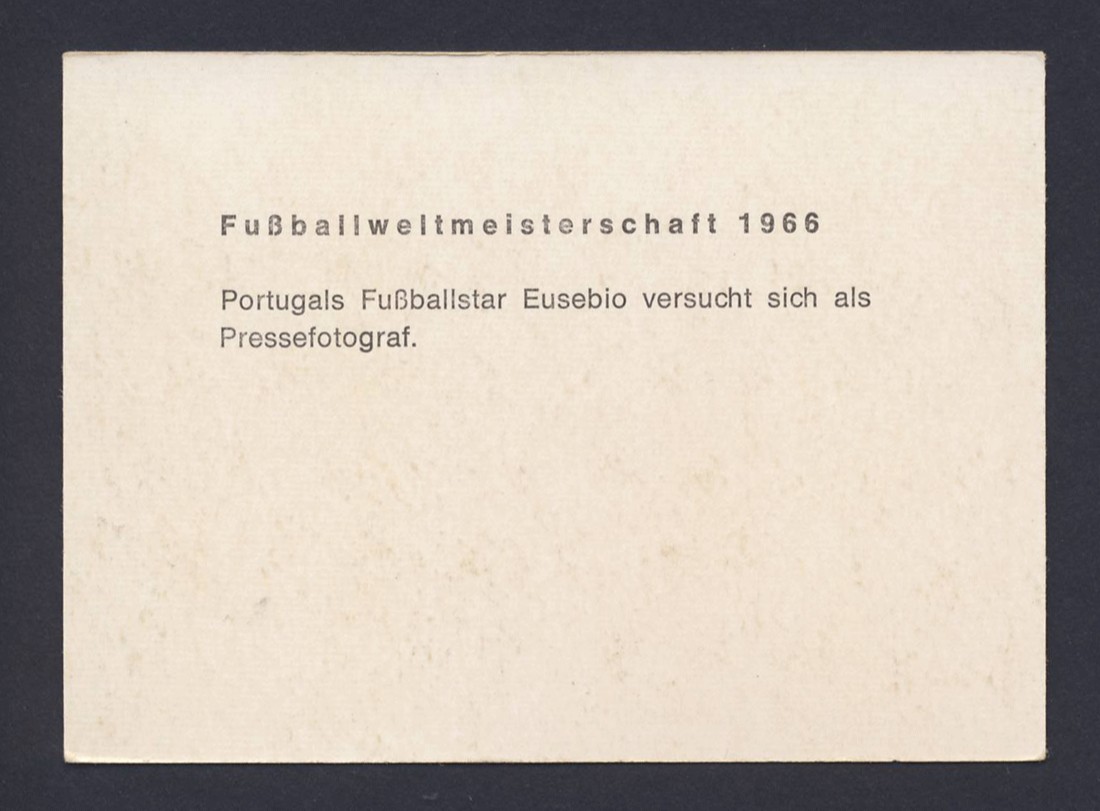 Fußballweltmeisterschaft 1966
Portugals Fußballstar Eusebio versucht sich als
Pressefotograf.